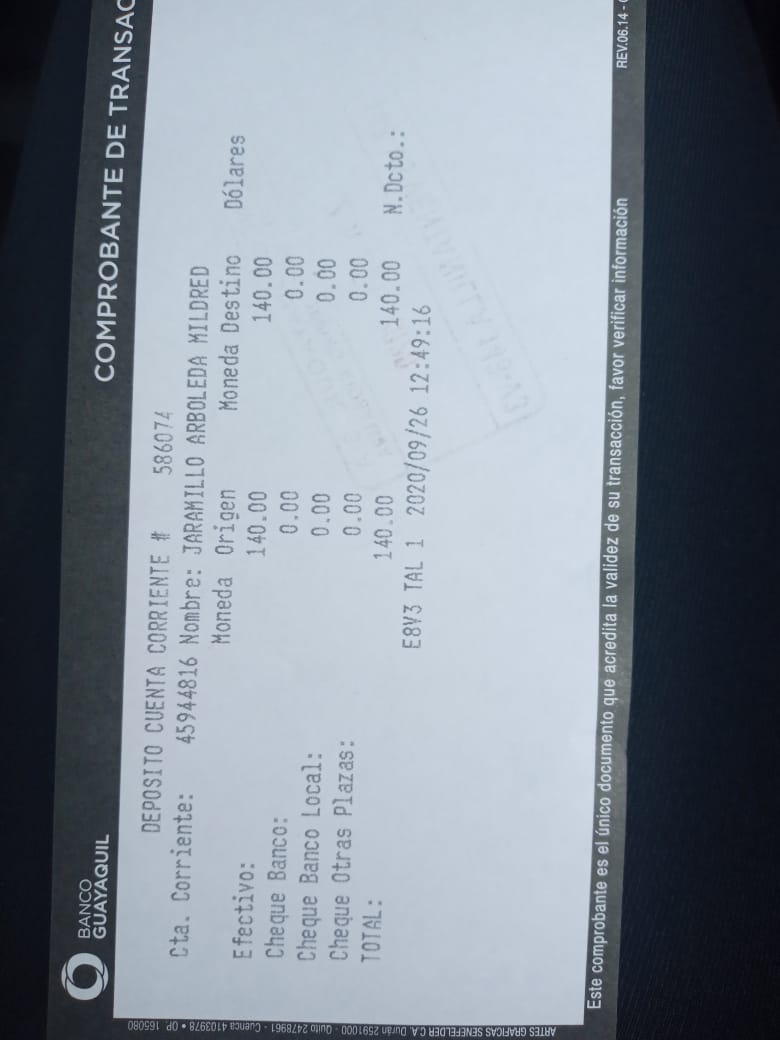 BANCO
GUAYAQUIL
COMPROBANTE DE TRANSAC
DEPOSITO CUENTA CORRIENTE # 586074
Cta. Corriente: 45944816 Nombre: JARAMILLO ARBOLEDA MILDRED
Moneda Origen Moneda Destino Dólares
Efectivo: 140.00 140.00
Cheque Banco: 0.00 0.00
Cheque Banco Local: 0.00 0.00
Cheque Otras Plazas: 0.00 0.00
TOTAL: 140.00 140.00 N.Dcto.:
E8V3 TAL 1 2020/09/26 12:49:16
Este comprobante es el único documento que acredita la validez de su transacción, favor verificar información
REV.06.14 -
ARTES GRAFICAS SENEFELDER C.A. Durán 2591000 - Quito 2478961 - Cuenca 4103978 • OP. 165080